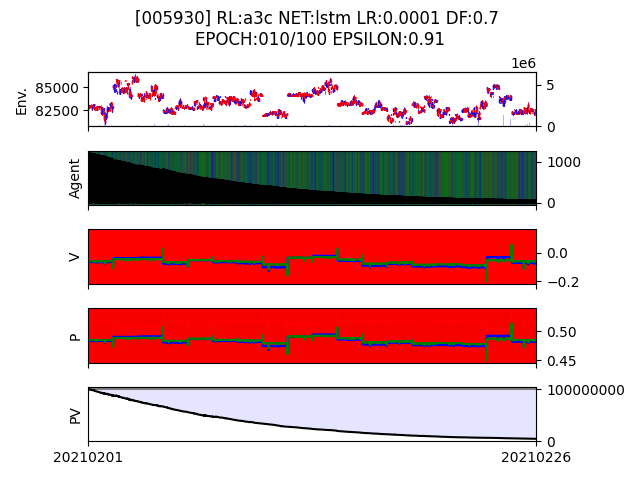 [005930] RL:a3c NET:lstm LR:0.0001 DF:0.7
EPOCH:010/100 EPSILON:0.91
1e6
Env.
85000
82500
5
0
Agent
1000
0
V
0.0
−0.2
P
0.50
0.45
PV
100000000
0
20210201
20210226